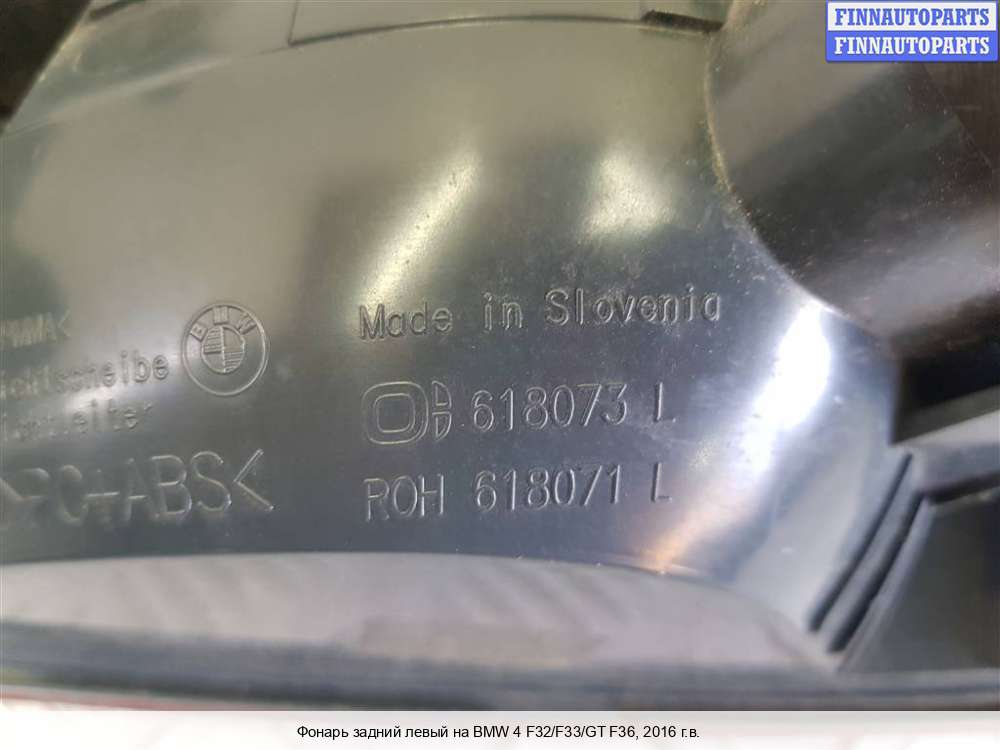 FINNAUTOPARTS
FINNAUTOPARTS
Made in Slovenia
BMW
618073 L
>PC+ABS<
ROH 618071 L
Фонарь задний левый на BMW 4 F32/F33/GT F36, 2016 г.в.